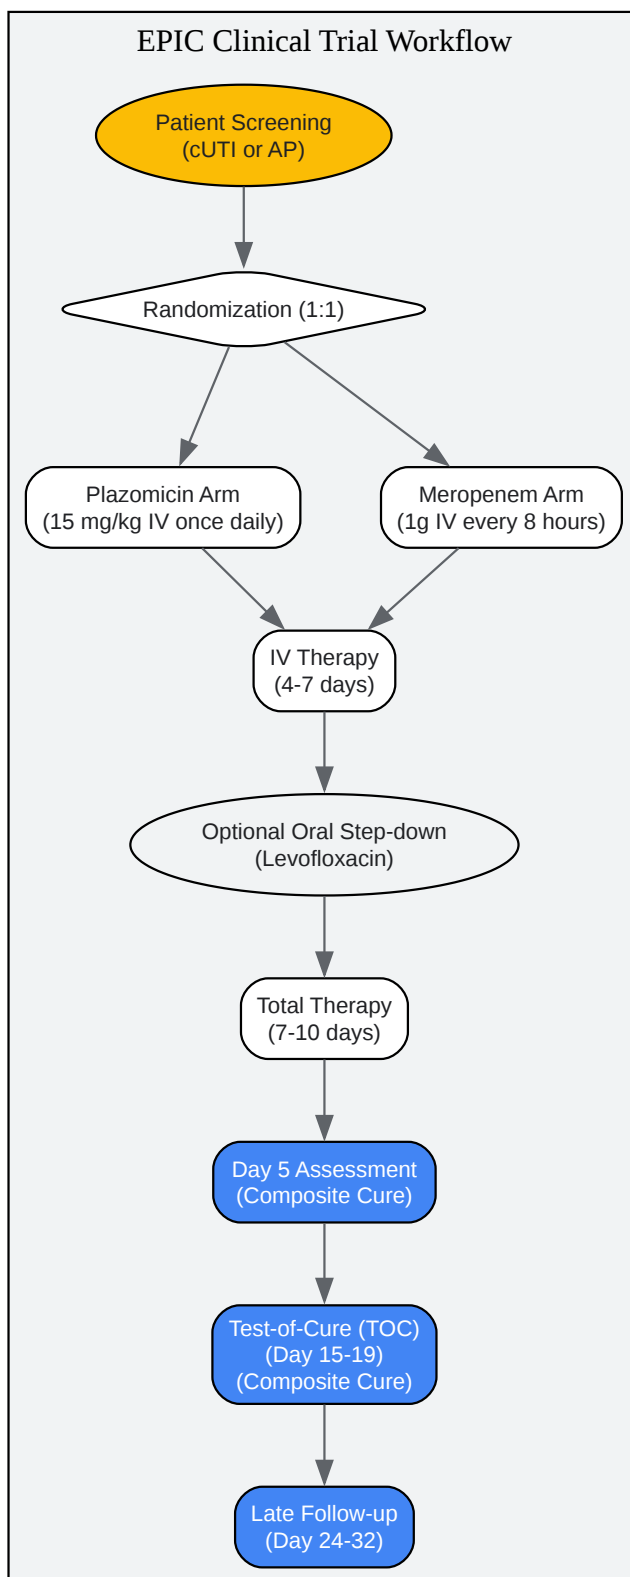 EPIC Clinical Trial Workflow
Patient Screening
(cUTI or AP)
Randomization (1:1)
Plazomicin Arm
(15 mg/kg IV once daily)
Meropenem Arm
(1g IV every 8 hours)
IV Therapy
(4-7 days)
Optional Oral Step-down
(Levofloxacin)
Total Therapy
(7-10 days)
Day 5 Assessment
(Composite Cure)
Test-of-Cure (TOC)
(Day 15-19)
(Composite Cure)
Late Follow-up
(Day 24-32)